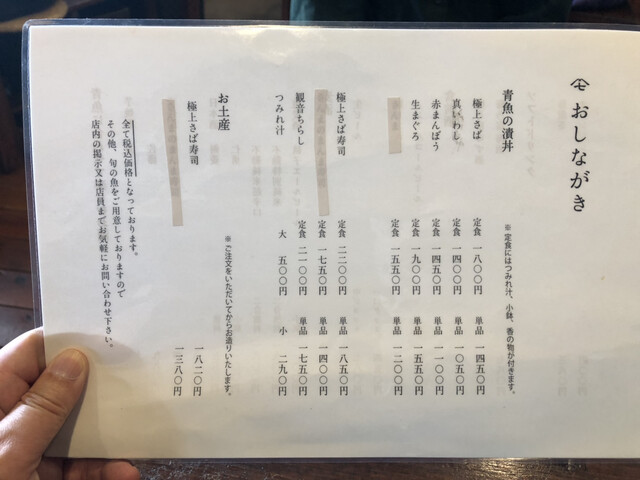 おしながき
青魚の漬丼
※ 定食にはつみれ汁、小鉢、香の物が付きます。
極上さば 定食 一八〇〇円 単品 一四五〇円
真いわし 定食 一四〇〇円 単品 一〇五〇円
赤まんぼう 定食 一四五〇円 単品 一一〇〇円
生まぐろ 定食 一九〇〇円 単品 一五五〇円
定食 一五五〇円 単品 一二〇〇円
極上さば寿司 定食 二二〇〇円 単品 一八五〇円
定食 一七五〇円 単品 一四〇〇円
観音ちらし 定食 二一〇〇円 単品 一七五〇円
つみれ汁 大 五〇〇円 小 二九〇円
お土産
※ ご注文をいただいてからお造りいたします。
極上さば寿司 一八二〇円
一三八〇円
全て税込価格となっております。
その他、旬の魚をご用意しておりますので
店内の掲示又は店員までお気軽にお問い合わせ下さい。